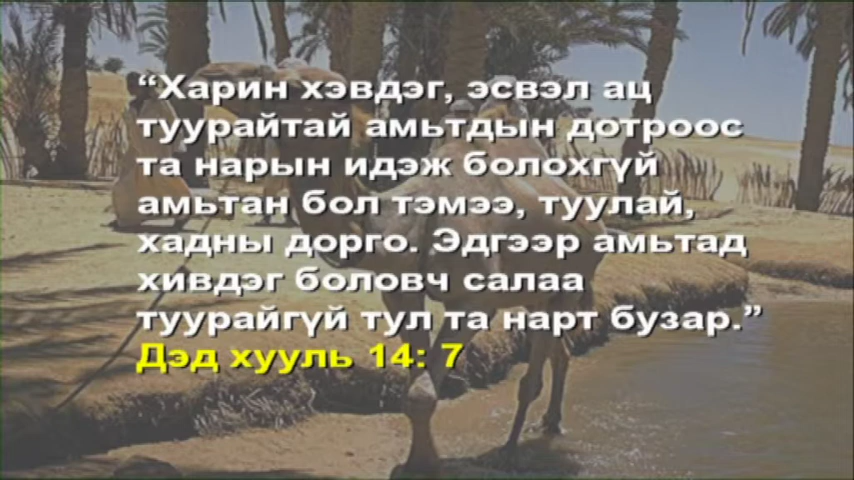 “Харин хэвдэг, эсвэл ац
туурайтай амьтдын дотроос
та нарын идэж болохгүй
амьтан бол тэмээ, туулай,
хадны дорго. Эдгээр амьтад
хивдэг боловч салаа
туурайгүй тул та нарт бузар.”
Дэд хууль 14: 7